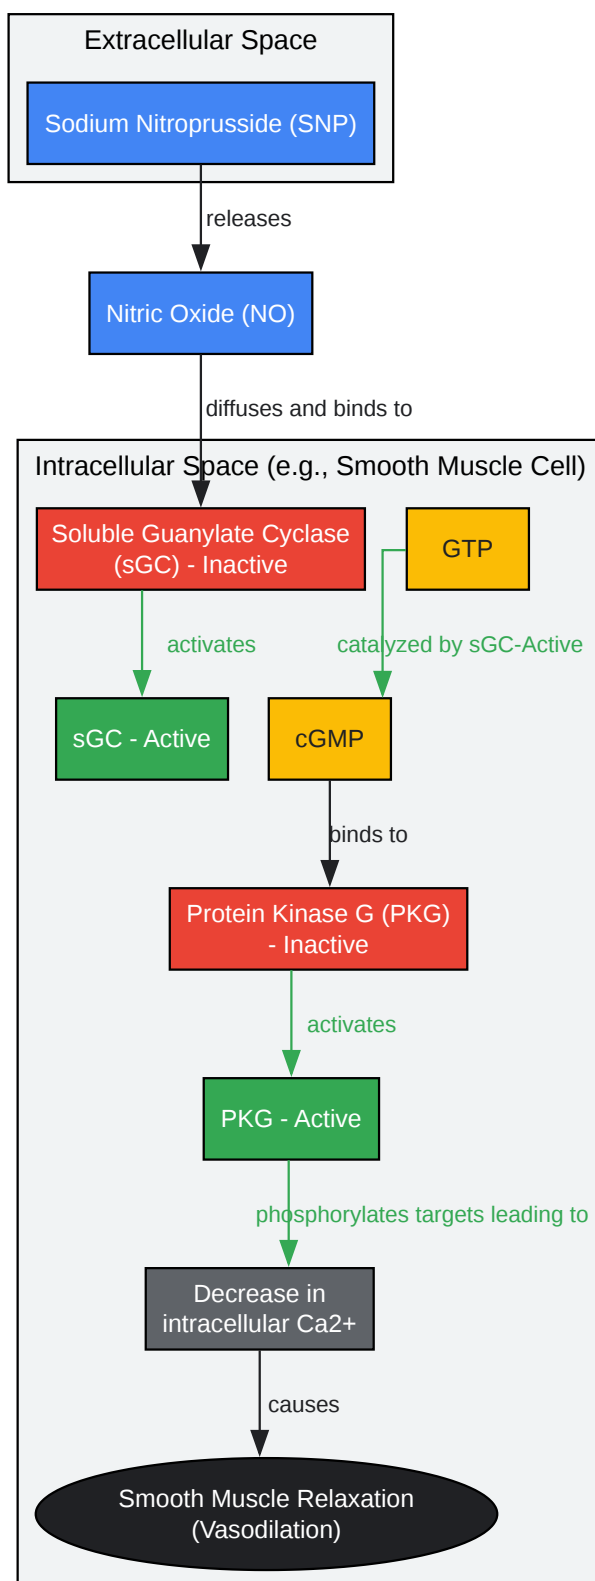 Extracellular Space
Sodium Nitroprusside (SNP)
releases
Nitric Oxide (NO)
diffuses and binds to
Intracellular Space (e.g., Smooth Muscle Cell)
Soluble Guanylate Cyclase
(sGC) - Inactive
GTP
activates
catalyzed by sGC-Active
sGC - Active
cGMP
binds to
Protein Kinase G (PKG)
- Inactive
activates
PKG - Active
phosphorylates targets leading to
Decrease in
intracellular Ca2+
causes
Smooth Muscle Relaxation
(Vasodilation)